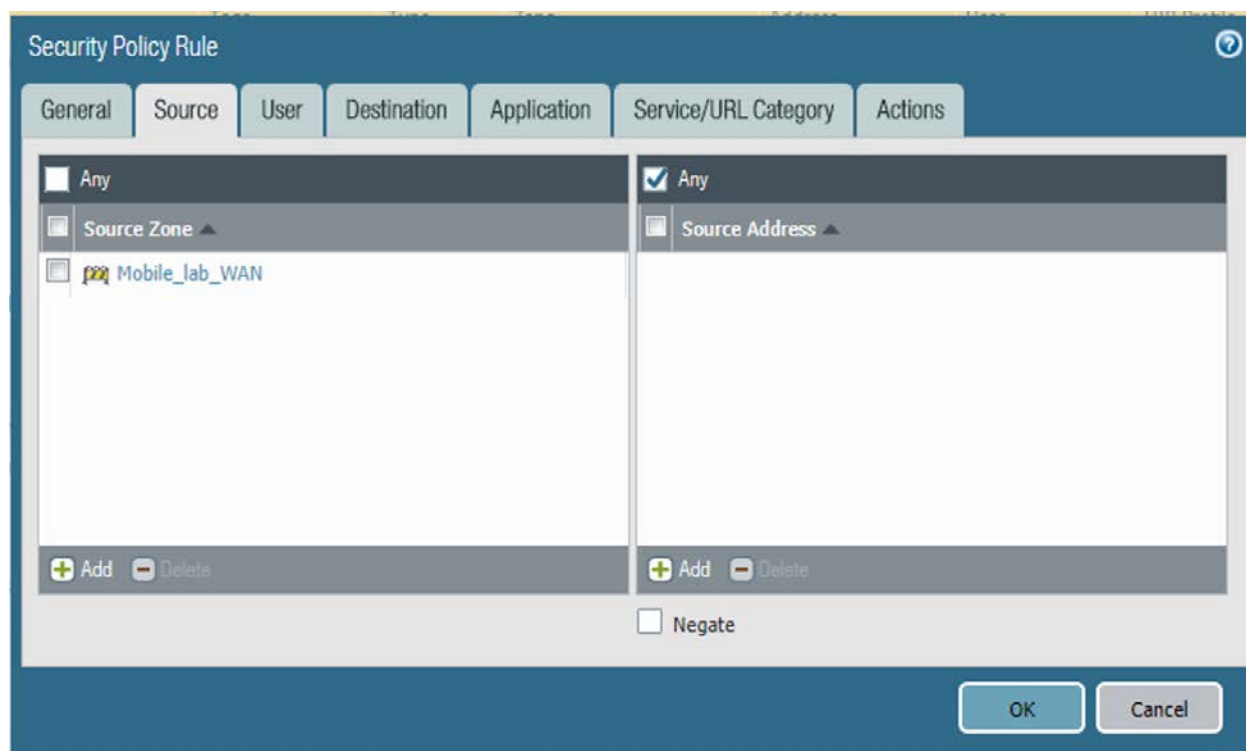 Security Policy Rule
General Source User Destination Application Service/URL Category Actions
Any Any
Source Zone Source Address
Mobile_lab_WAN
Add Delete Add Delete
Negate
OK Cancel